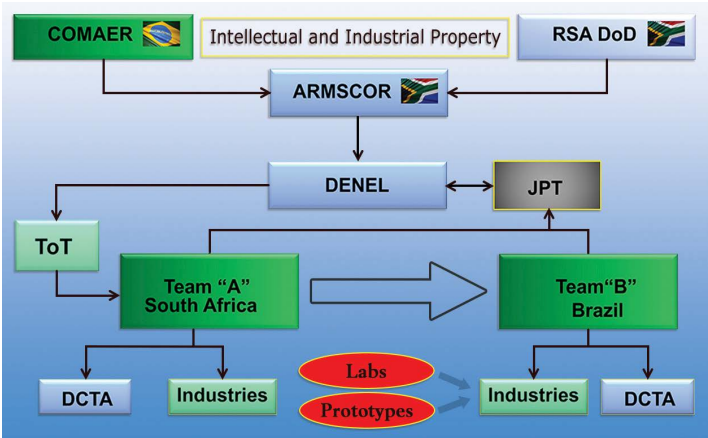 COMAER
Intellectual and Industrial Property
RSA DoD
ARMSCOR
DENEL
JPT
ToT
Team “A”
South Africa
Team“B”
Brazil
Labs
Prototypes
DCTA
Industries
Industries
DCTA